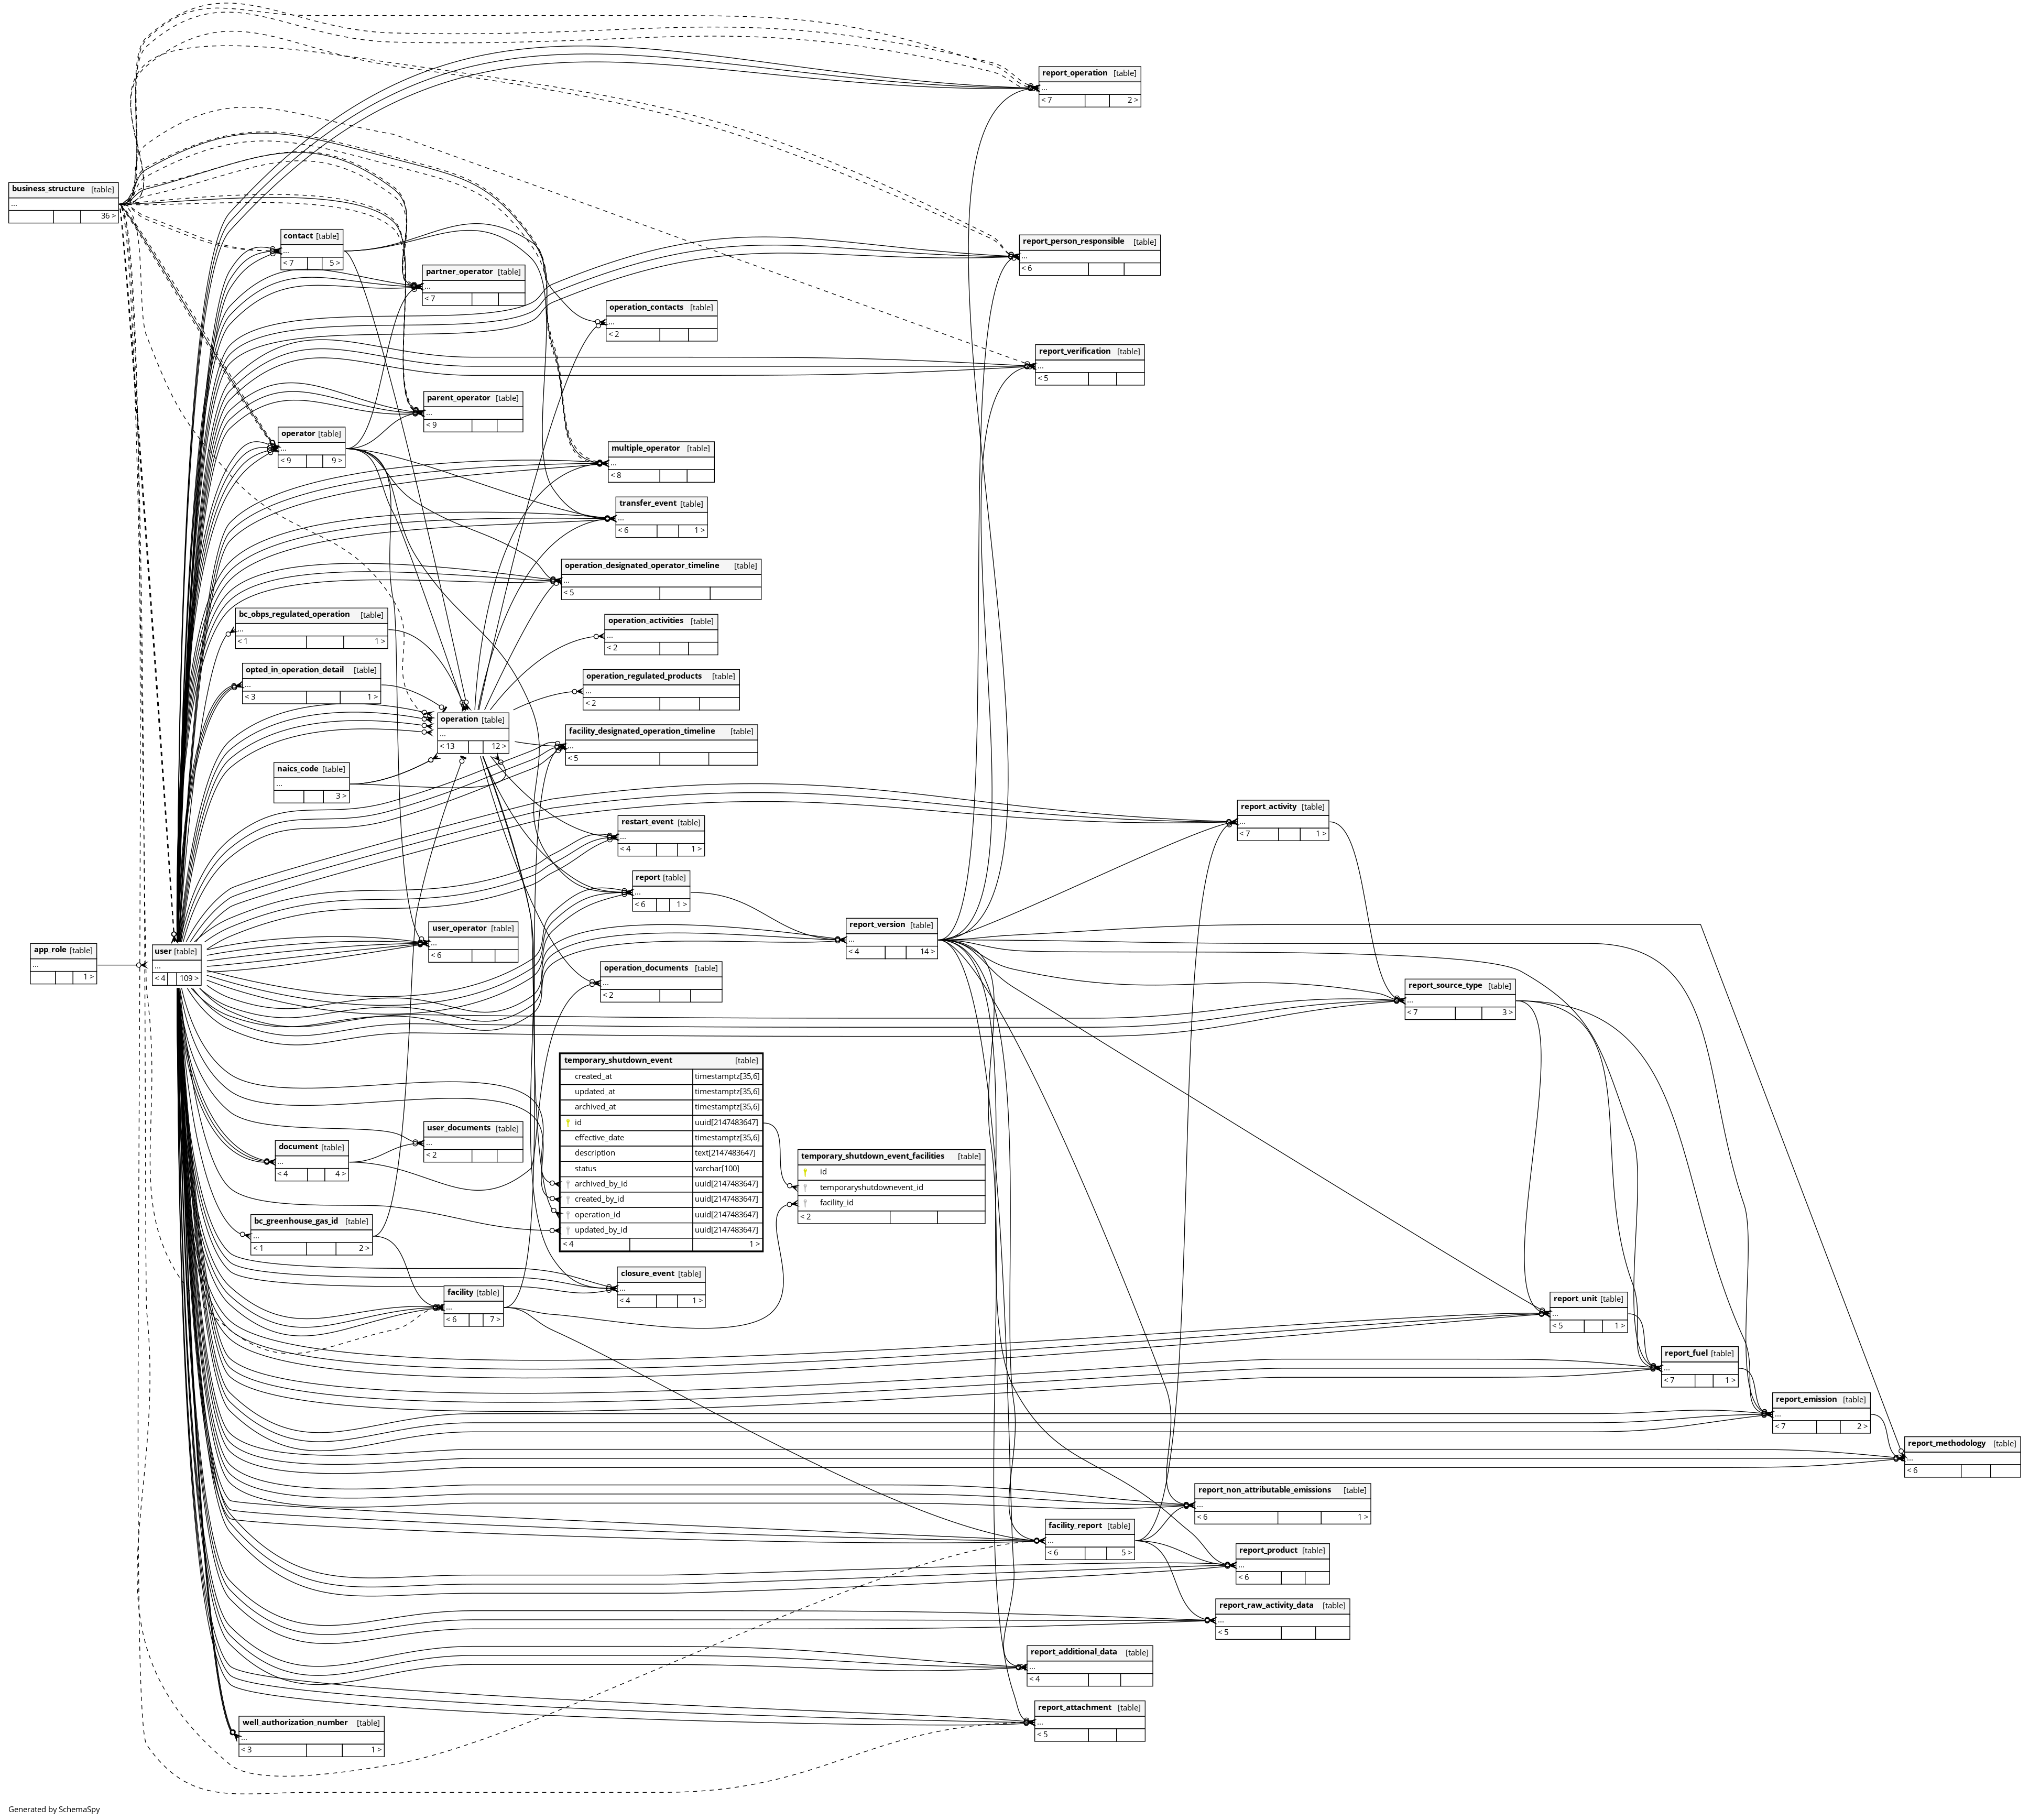 report_operation [table]
...
< 7 2 >
business_structure [table]
...
36 >
contact [table]
...
< 7 5 >
report_person_responsible [table]
...
< 6
partner_operator [table]
...
< 7
operation_contacts [table]
...
< 2
report_verification [table]
...
< 5
parent_operator [table]
...
< 9
operator [table]
...
< 9 9 >
multiple_operator [table]
...
< 8
transfer_event [table]
...
< 6 1 >
operation_designated_operator_timeline [table]
...
< 5
bc_obps_regulated_operation [table]
...
< 1 1 >
operation_activities [table]
...
< 2
opted_in_operation_detail [table]
...
< 3 1 >
operation_regulated_products [table]
...
< 2
operation [table]
...
< 13 12 >
facility_designated_operation_timeline [table]
...
< 5
naics_code [table]
...
3 >
report_activity [table]
...
< 7 1 >
restart_event [table]
...
< 4 1 >
report [table]
...
< 6 1 >
report_version [table]
...
< 4 14 >
user_operator [table]
...
< 6
app_role [table]
...
1 >
user [table]
...
< 4 109 >
operation_documents [table]
...
< 2
report_source_type [table]
...
< 7 3 >
temporary_shutdown_event [table]
created_at timestamptz[35,6]
updated_at timestamptz[35,6]
archived_at timestamptz[35,6]
id uuid[2147483647]
effective_date timestamptz[35,6]
description text[2147483647]
status varchar[100]
archived_by_id uuid[2147483647]
created_by_id uuid[2147483647]
operation_id uuid[2147483647]
updated_by_id uuid[2147483647]
< 4 1 >
user_documents [table]
...
< 2
document [table]
...
< 4 4 >
temporary_shutdown_event_facilities [table]
id
temporaryshutdownevent_id
facility_id
< 2
bc_greenhouse_gas_id [table]
...
< 1 2 >
closure_event [table]
...
< 4 1 >
facility [table]
...
< 6 7 >
report_unit [table]
...
< 5 1 >
report_fuel [table]
...
< 7 1 >
report_emission [table]
...
< 7 2 >
report_methodology [table]
...
< 6
report_non_attributable_emissions [table]
...
< 6 1 >
facility_report [table]
...
< 6 5 >
report_product [table]
...
< 6
report_raw_activity_data [table]
...
< 5
report_additional_data [table]
...
< 4
report_attachment [table]
...
< 5
well_authorization_number [table]
...
< 3 1 >
Generated by SchemaSpy